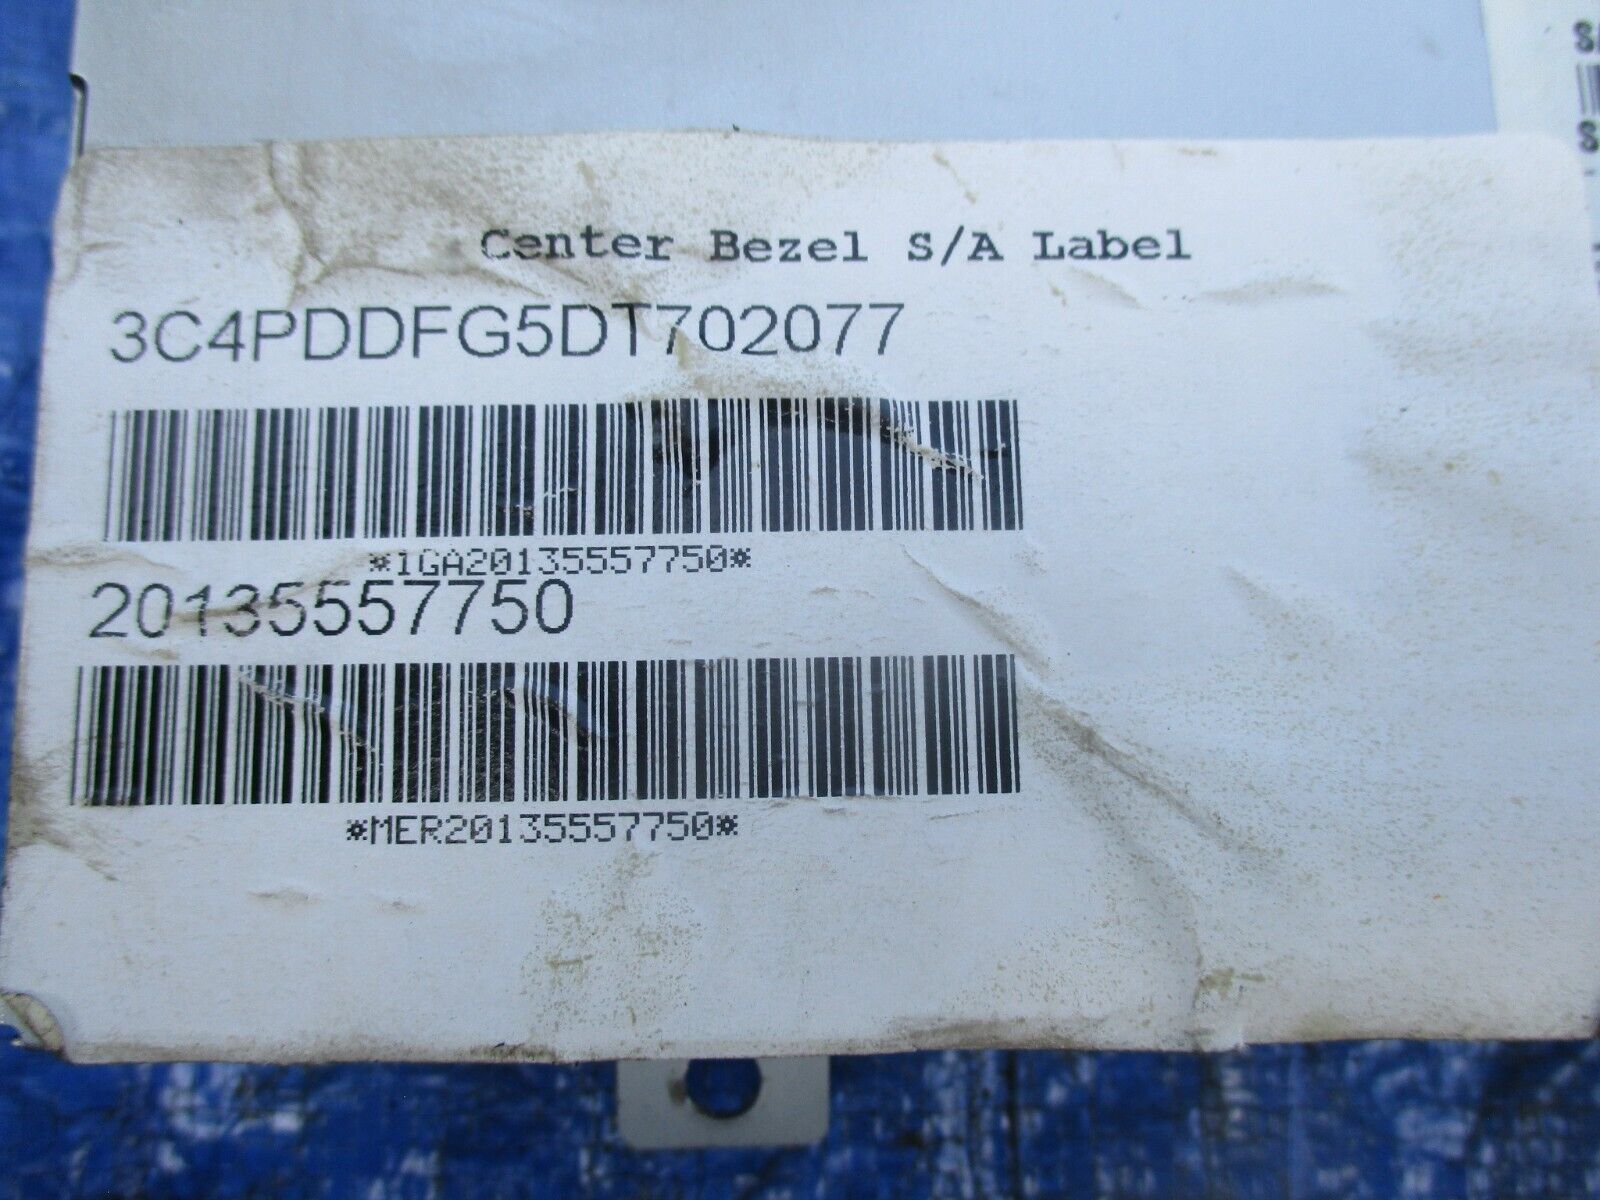 Center Bezel S/A Label
3C4PDDFG5DT702077
*1GA20135557750*
20135557750
*MER20135557750*